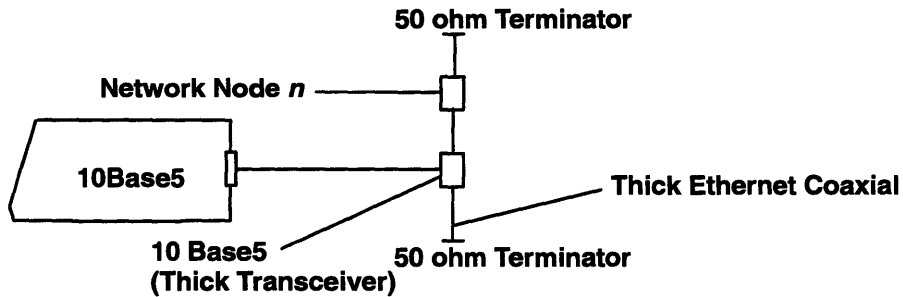 50 ohm Terminator
Network Node n
10Base5
Thick Ethernet Coaxial
10 Base5
(Thick Transceiver)
50 ohm Terminator